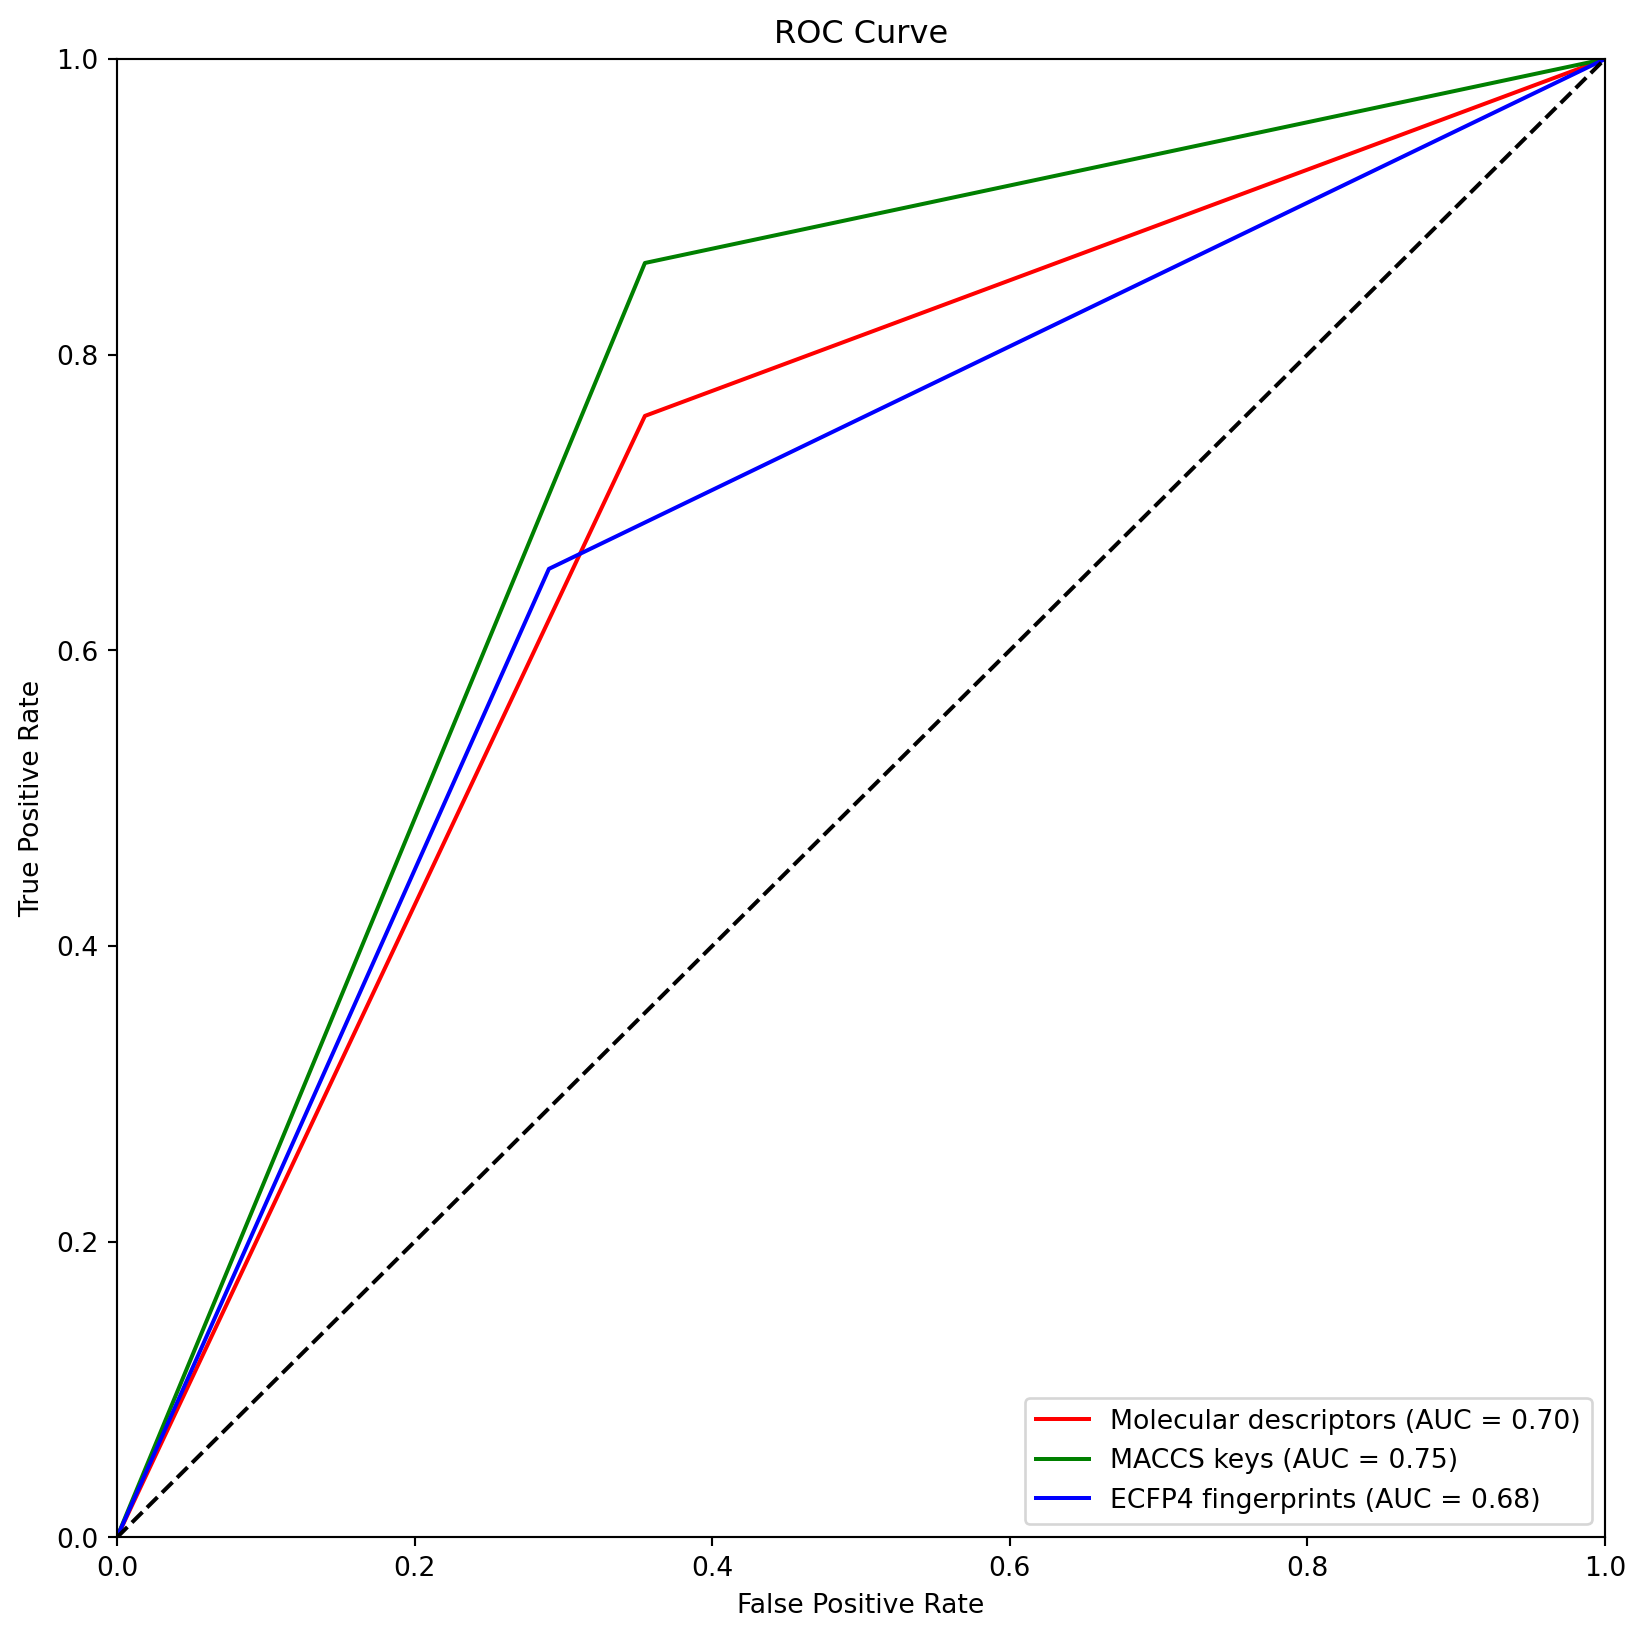 ROC Curve
1.0
0.8
0.6
0.4
0.2
0.0
True Positive Rate
Molecular descriptors (AUC = 0.70)
MACCS keys (AUC = 0.75)
ECFP4 fingerprints (AUC = 0.68)
0.0 0.2 0.4 0.6 0.8 1.0
False Positive Rate